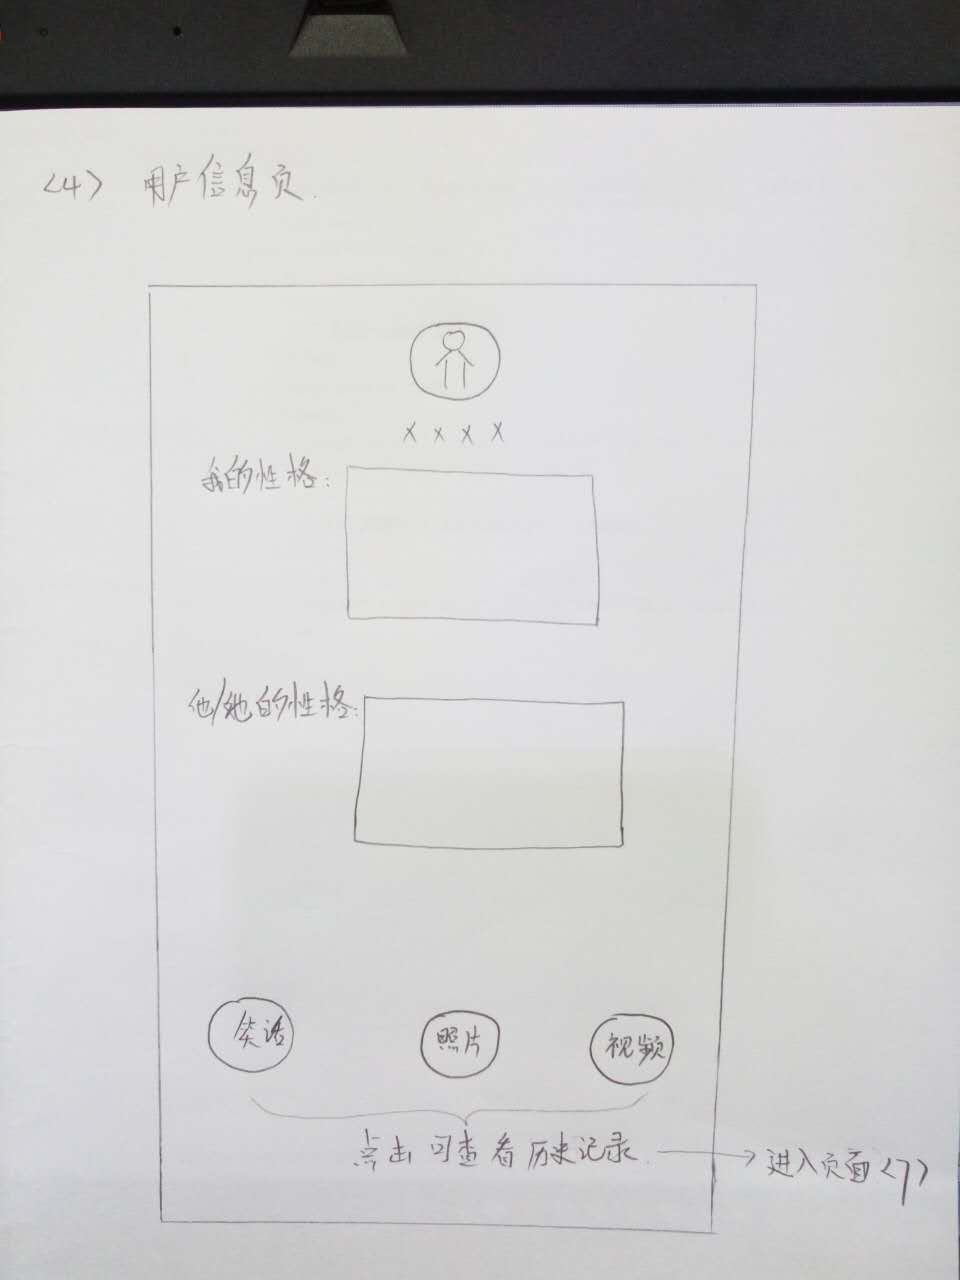 <4> 用户信息页.
X X X X
我的性格:
他/她的性格:
笑话
照片
视频
点击可查看历史记录.
进入页面<7>